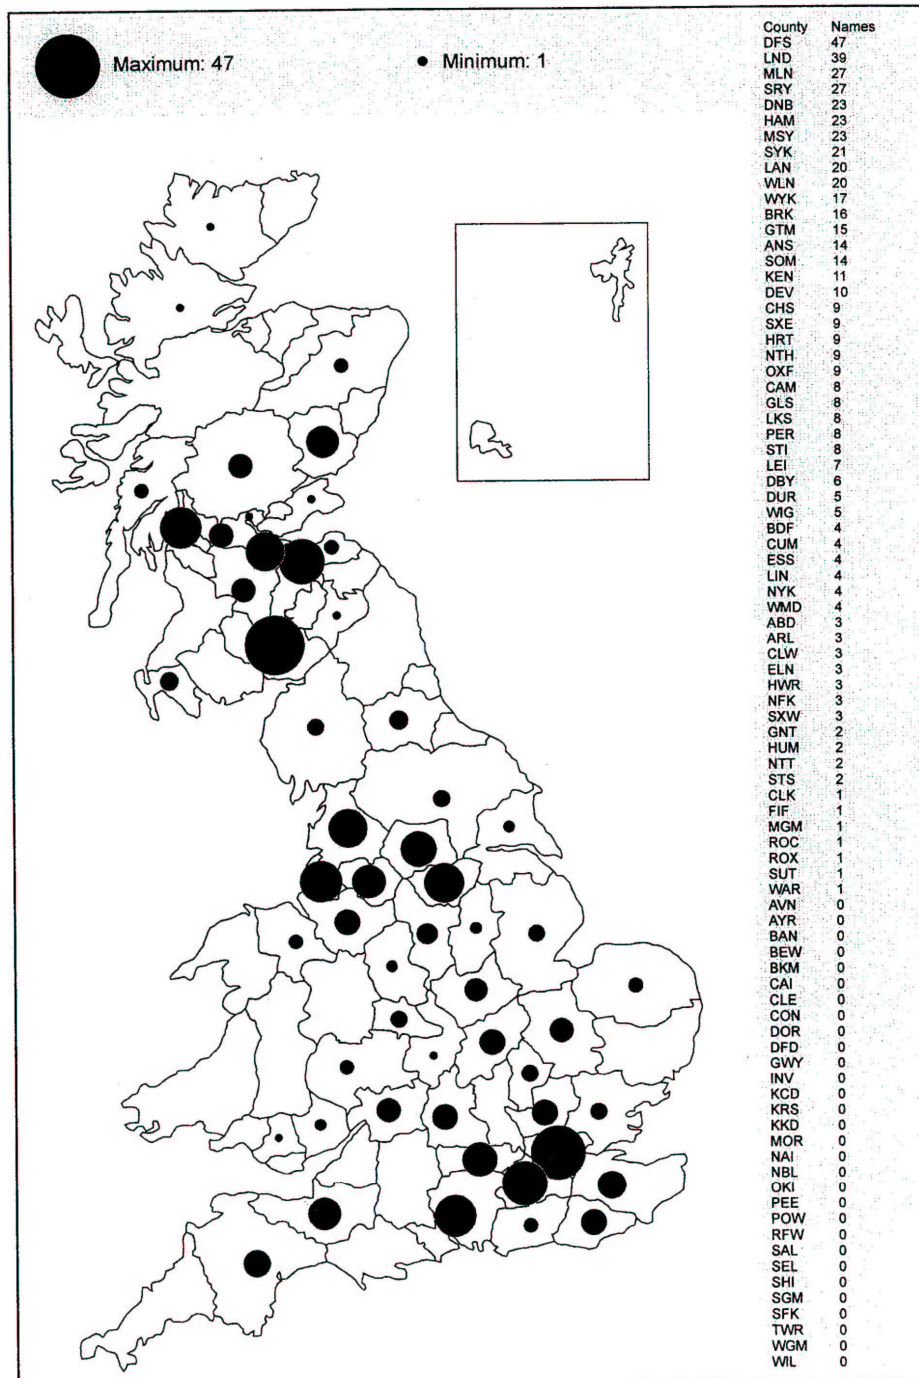 Maximum: 47
Minimum: 1
County Names
DFS 47
LND 39
MLN 27
SRY 27
DNB 23
HAM 23
MSY 23
SYK 21
LAN 20
WLN 20
WYK 17
BRK 16
GTM 15
ANS 14
SOM 14
KEN 11
DEV 10
CHS 9
SXE 9
HRT 9
NTH 9
OXF 9
CAM 8
GLS 8
LKS 8
PER 8
STI 8
LEI 7
DBY 6
DUR 5
WIG 5
BDF 4
CUM 4
ESS 4
LIN 4
NYK 4
WMD 4
ABD 3
ARL 3
CLW 3
ELN 3
HWR 3
NFK 3
SXW 3
GNT 2
HUM 2
NTT 2
STS 2
CLK 1
FIF 1
MGM 1
ROC 1
ROX 1
SUT 1
WAR 1
AVN 0
AYR 0
BAN 0
BEW 0
BKM 0
CAI 0
CLE 0
CON 0
DOR 0
DFD 0
GWY 0
INV 0
KCD 0
KRS 0
KKD 0
MOR 0
NAI 0
NBL 0
OKI 0
PEE 0
POW 0
RFW 0
SAL 0
SEL 0
SHI 0
SGM 0
SFK 0
TWR 0
WGM 0
WIL 0